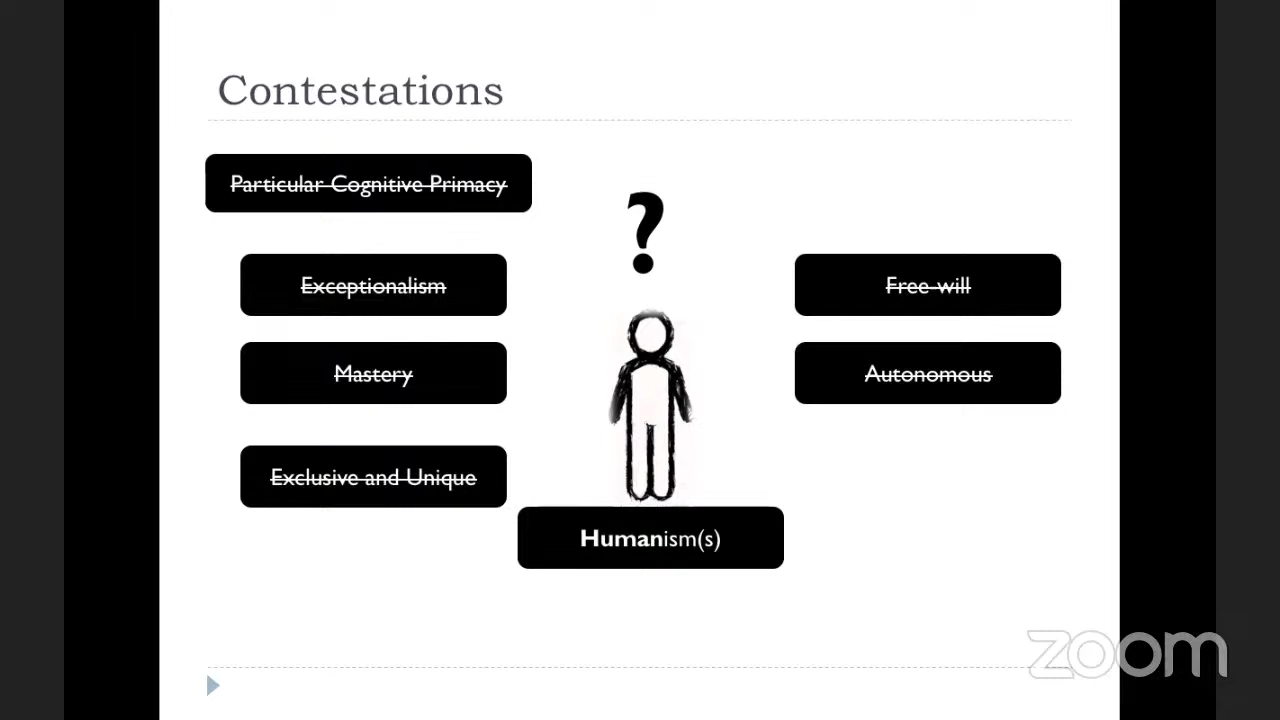 Contestations
Particular Cognitive Primacy
?
Exceptionalism
Free-will
Mastery
Autonomous
Exclusive and Unique
Humanism(s)
zoom